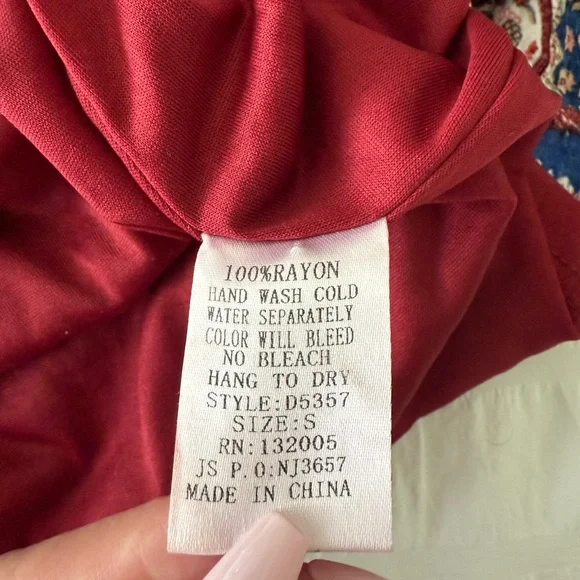 100%RAYON
HAND WASH COLD
WATER SEPARATELY
COLOR WILL BLEED
NO BLEACH
HANG TO DRY
STYLE:D5357
SIZE:S
RN:132005
JS P.O:NJ3657
MADE IN CHINA